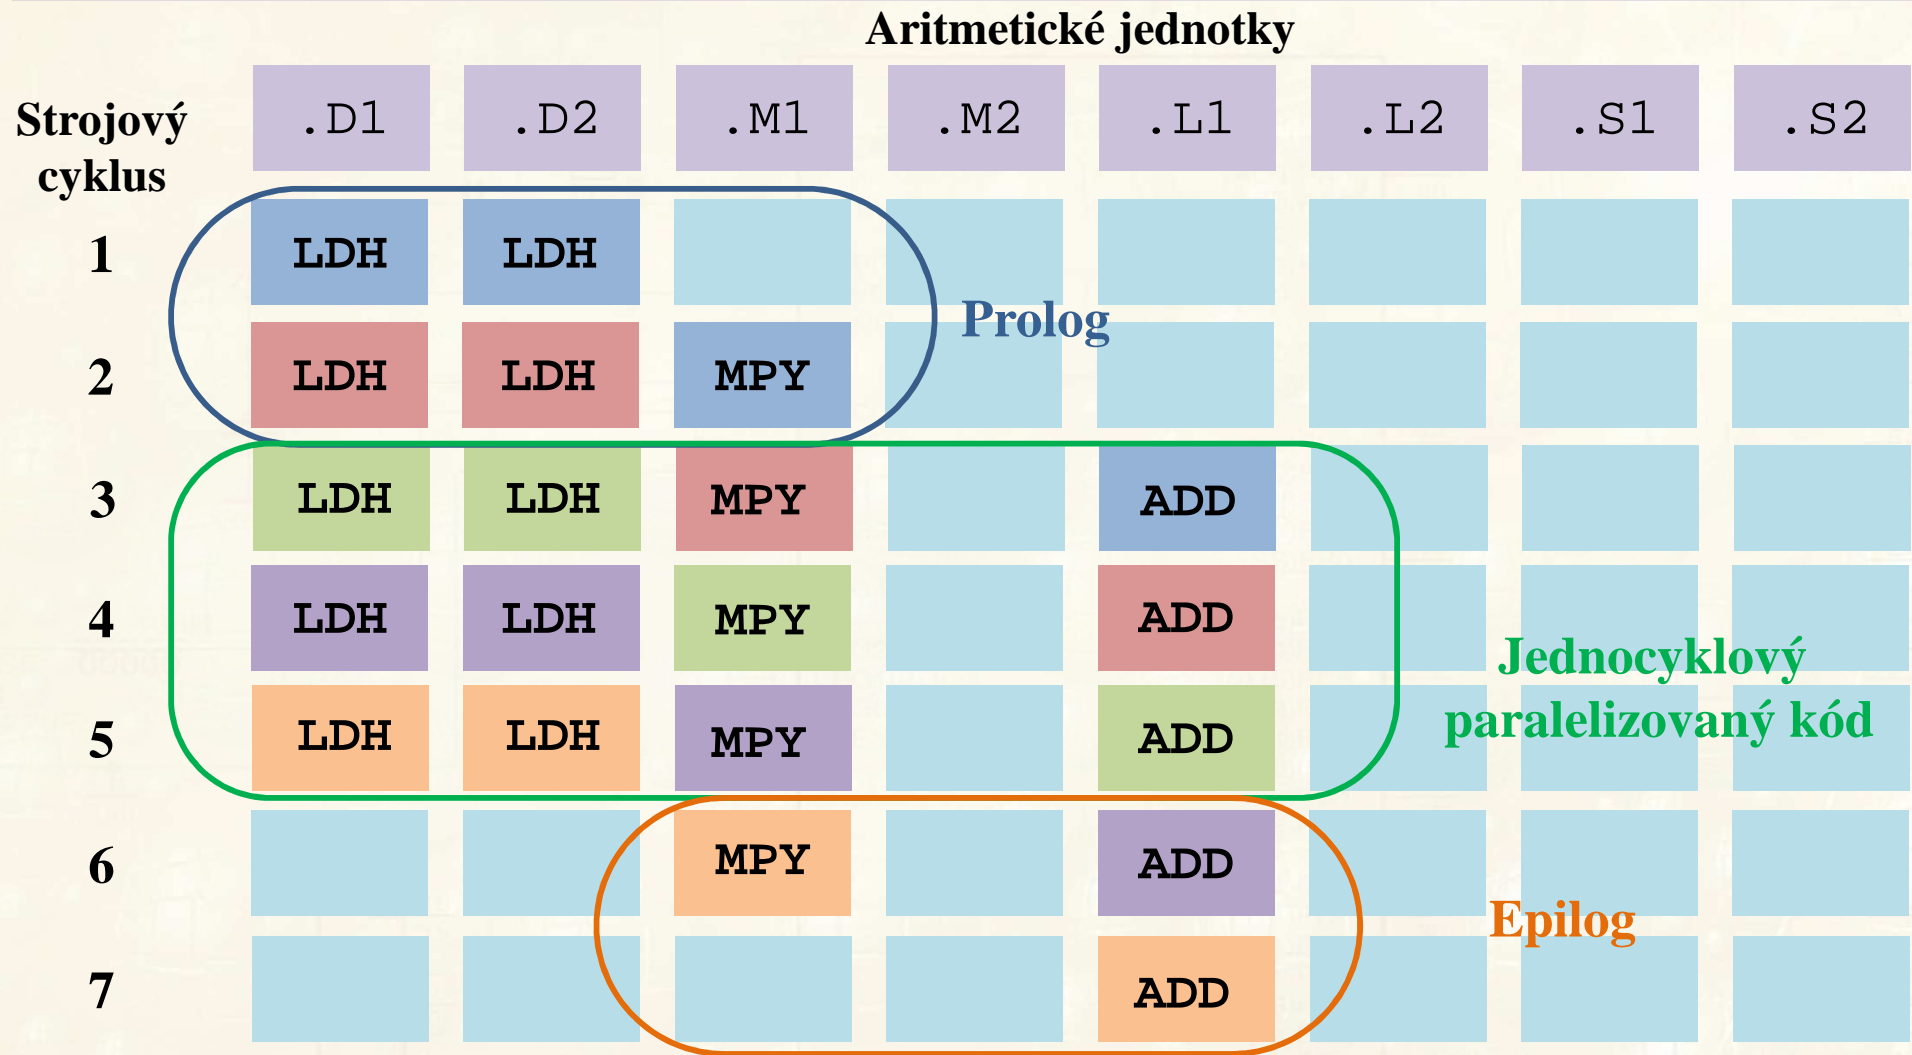 Aritmetické jednotky
Strojový
cyklus
.D1 .D2 .M1 .M2 .L1 .L2 .S1 .S2
1 LDH LDH
Prolog
2 LDH LDH MPY
3 LDH LDH MPY ADD
4 LDH LDH MPY ADD
Jednocyklový
paralelizovaný kód
5 LDH LDH MPY ADD
6 MPY ADD
Epilog
7 ADD